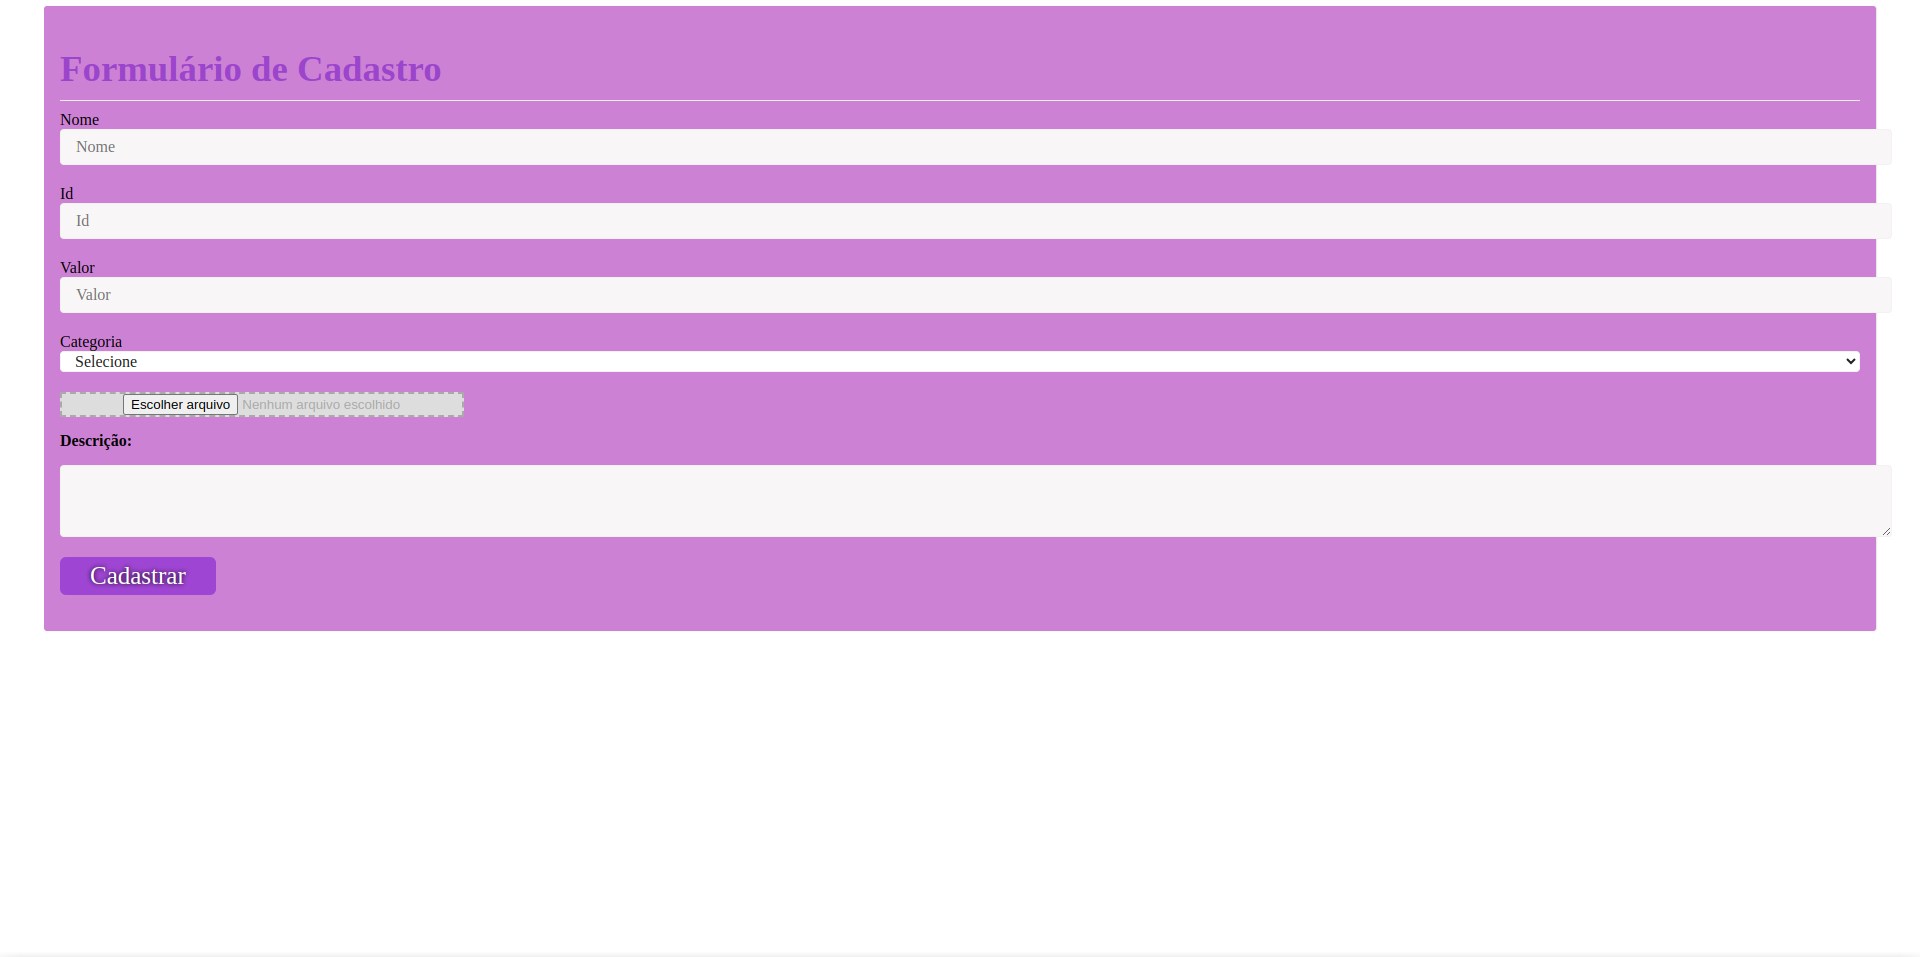 Formulário de Cadastro
Nome
Nome
Id
Id
Valor
Valor
Categoria
Selecione
Escolher arquivo Nenhum arquivo escolhido
Descrição:
Cadastrar